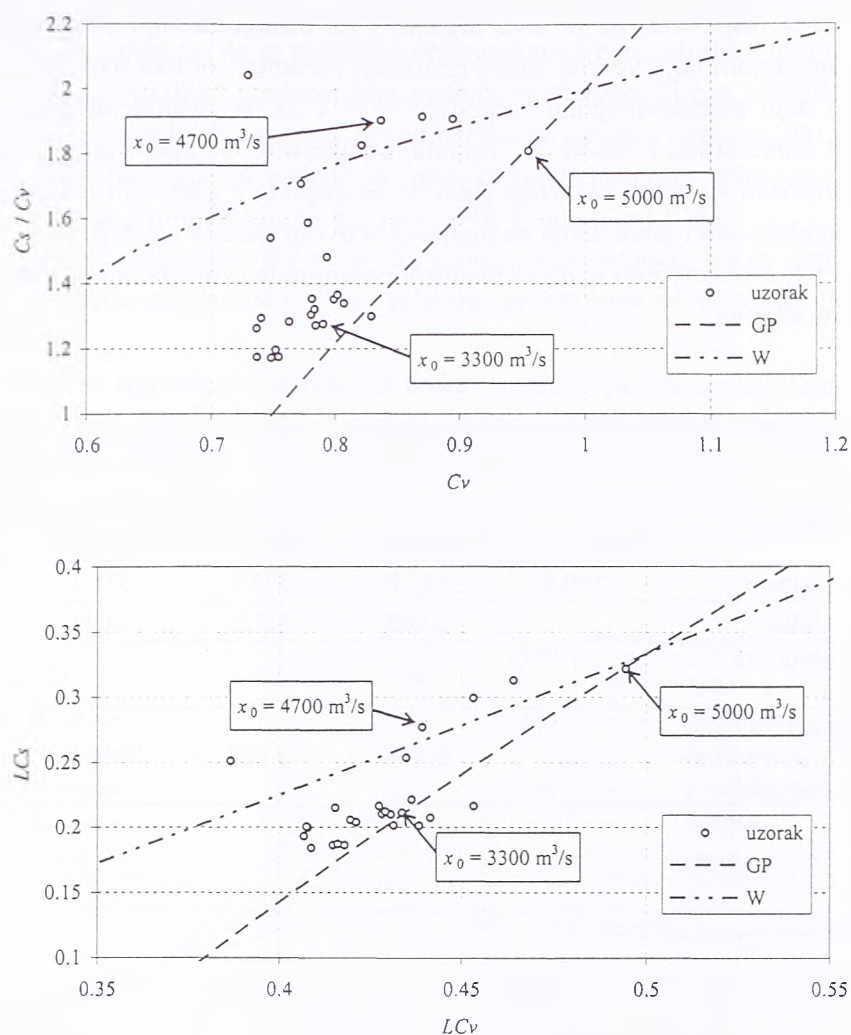 2.2
2
1.8
1.6
1.4
1.2
1
Cs / Cv
x₀ = 4700 m³/s
x₀ = 5000 m³/s
x₀ = 3300 m³/s
uzorak
GP
W
0.6 0.7 0.8 0.9 1 1.1 1.2
Cv
0.4
0.35
0.3
0.25
0.2
0.15
0.1
LCs
x₀ = 4700 m³/s
x₀ = 5000 m³/s
x₀ = 3300 m³/s
uzorak
GP
W
0.35 0.4 0.45 0.5 0.55
LCv